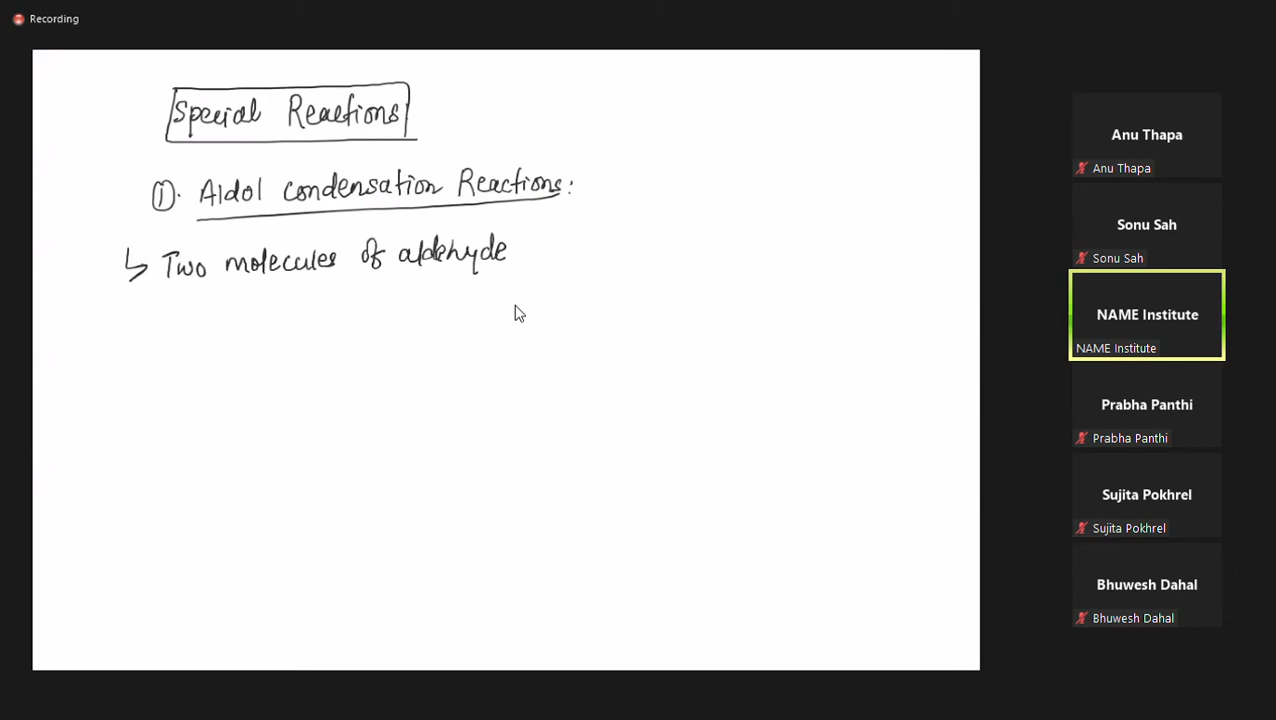 Recording
Special Reactions
①. Aldol condensation Reactions:
↳ Two molecules of aldehyde
Anu Thapa
Anu Thapa
Sonu Sah
Sonu Sah
NAME Institute
NAME Institute
Prabha Panthi
Prabha Panthi
Sujita Pokhrel
Sujita Pokhrel
Bhuwesh Dahal
Bhuwesh Dahal